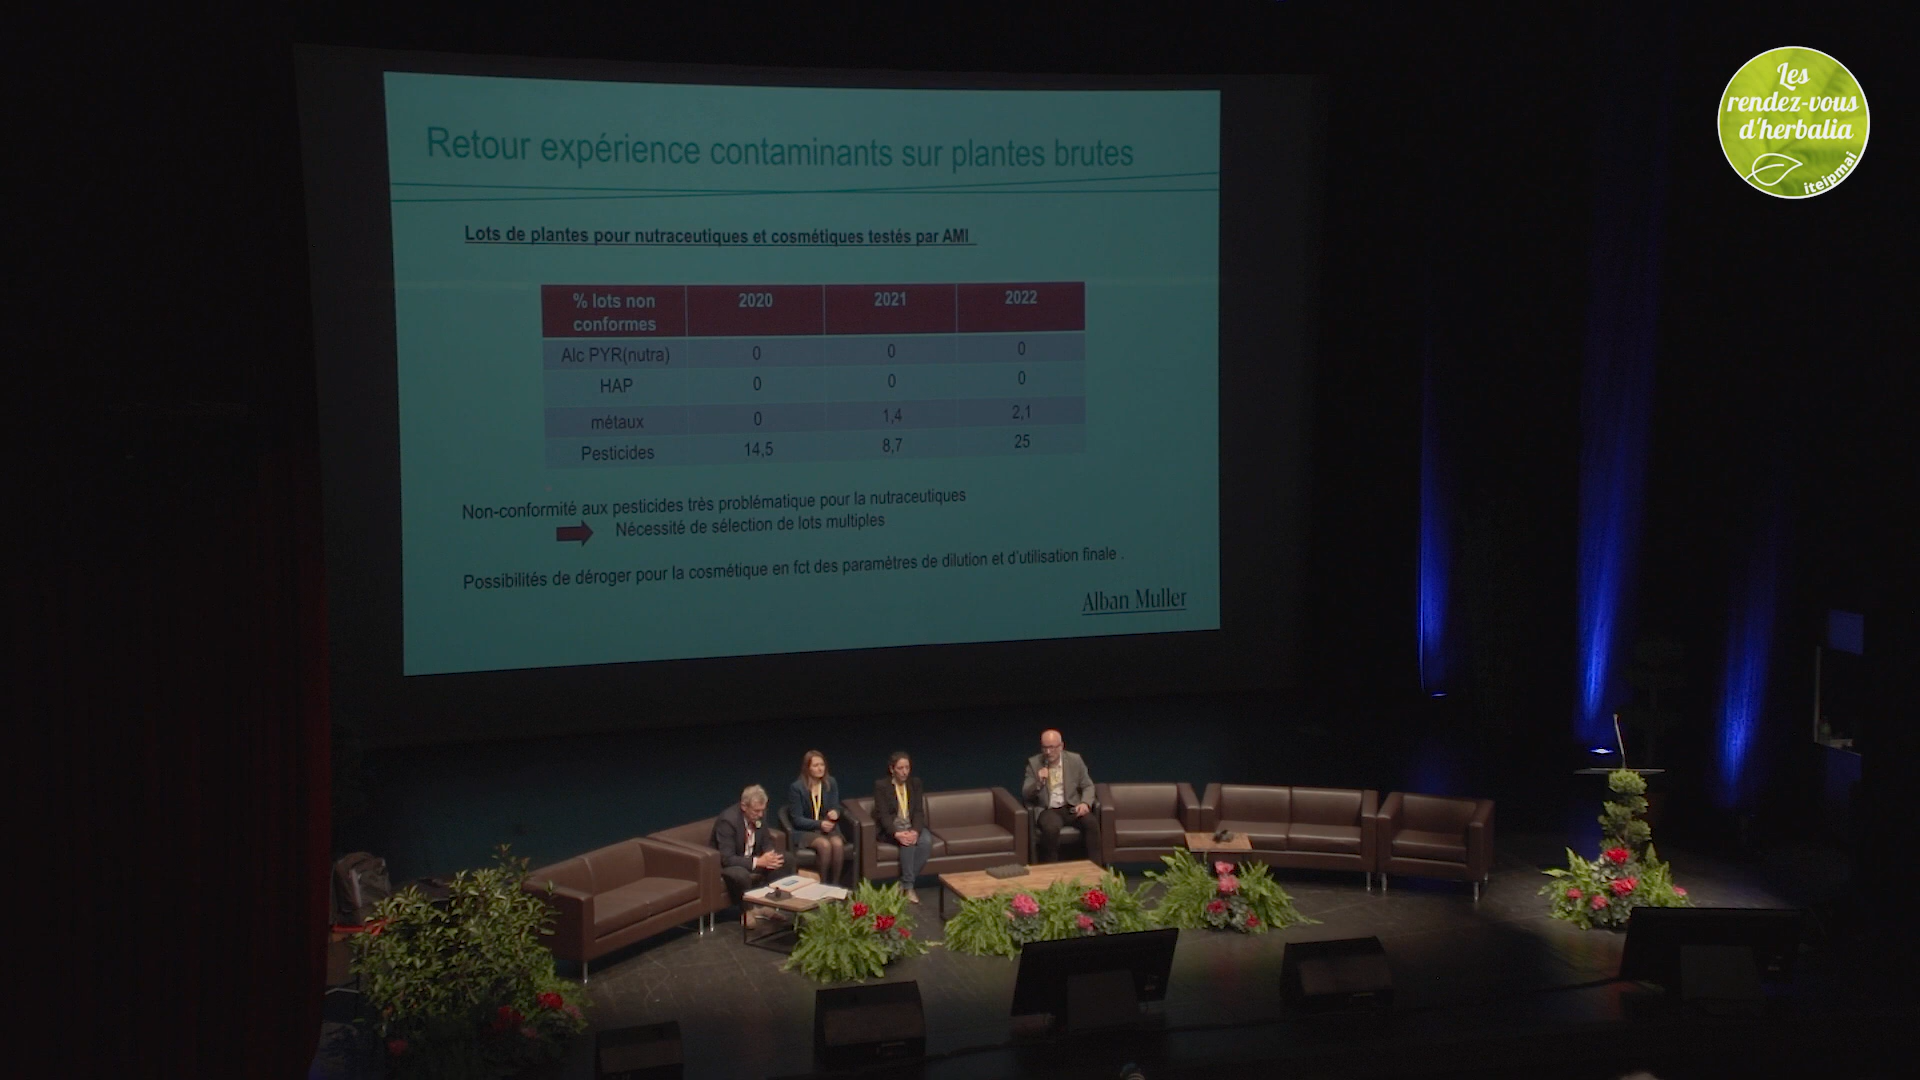 Les
rendez-vous
d'herbalia
iteipmai
Retour expérience contaminants sur plantes brutes
Lots de plantes pour nutraceutiques et cosmétiques testés par AMI
% lots non conformes 2020 2021 2022
Alc PYR(nutra) 0 0 0
HAP 0 0 0
métaux 0 1,4 2,1
Pesticides 14,5 8,7 25
Non-conformité aux pesticides très problématique pour la nutraceutiques
Nécessité de sélection de lots multiples
Possibilités de déroger pour la cosmétique en fct des paramètres de dilution et d'utilisation finale .
Alban Muller